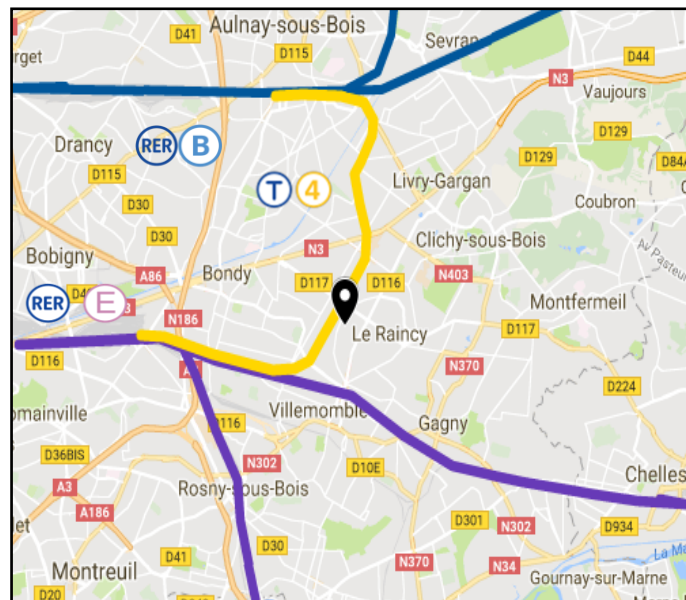 Aulnay-sous-Bois
D41
Sevran
D115
D44
N3
Vaujours
D129
Drancy
RER B
D129
D115
T 4
Livry-Gargan
D30
Coubron
D30
N3
Clichy-sous-Bois
Bobigny
A86
Bondy
D117
D116
N403
RER E
Montfermeil
N186
Le Raincy
D117
D116
N370
D224
Villemomble
D116
Gagny
D36BIS
N302
D10E
Chelles
A3
Rosny-sous-Bois
A186
D301
N302
D934
D30
D41
N370
N34
Montreuil
Gournay-sur-Marne
D20